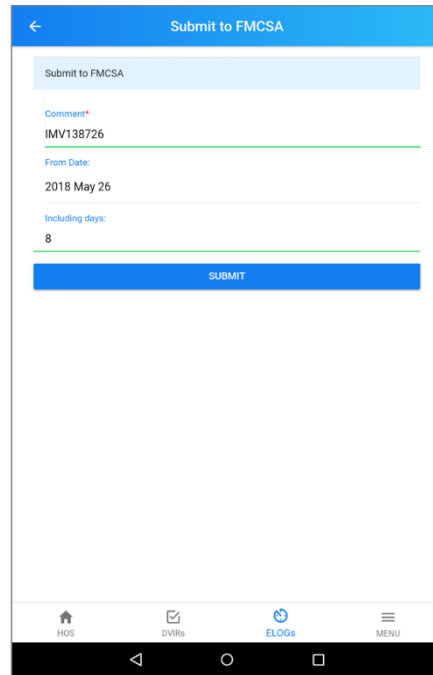 Submit to FMCSA
Submit to FMCSA
Comment*
IMV138726
From Date:
2018 May 26
Including days:
8
SUBMIT
HOS
DVIRs
ELOGs
MENU